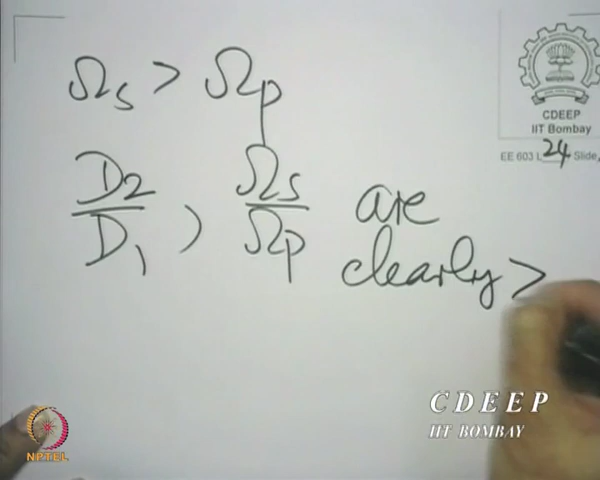 Ωs > Ωp
D2/D1 , Ωs/Ωp are
clearly >
CDEEP
IIT Bombay
EE 603 L 24 Slide
CDEEP
IIT BOMBAY
NPTEL